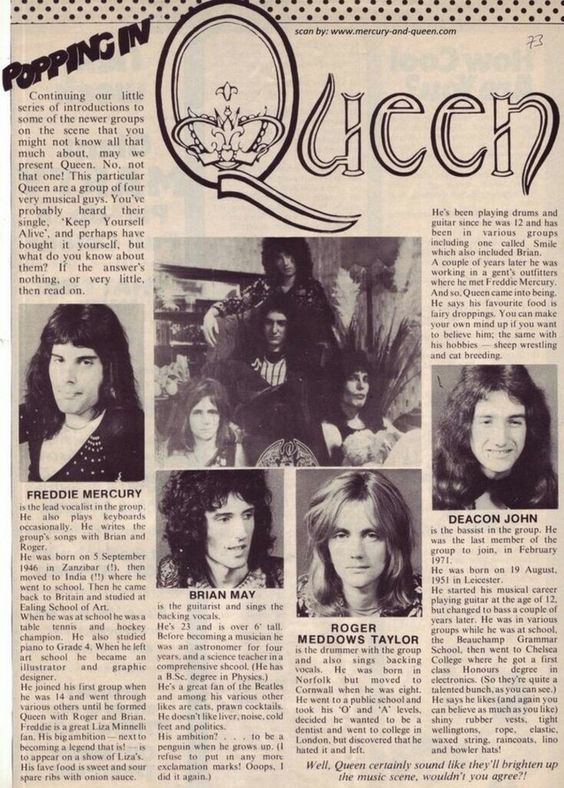 scan by: www.mercury-and-queen.com
73
POPPING IN
Queen
Continuing our little
series of introductions to
some of the newer groups
on the scene that you
might not know all that
much about, may we
present Queen. No, not
that one! This particular
Queen are a group of four
very musical guys. You've
probably heard their
single, 'Keep Yourself
Alive', and perhaps have
bought it yourself, but
what do you know about
them? If the answer's
nothing, or very little,
then read on.
FREDDIE MERCURY
is the lead vocalist in the group.
He also plays keyboards
occasionally. He writes the
group's songs with Brian and
Roger.
He was born on 5 September
1946 in Zanzibar (!), then
moved to India (!!) where he
went to school. Then he came
back to Britain and studied at
Ealing School of Art.
When he was at school he was a
table tennis and hockey
champion. He also studied
piano to Grade 4. When he left
art school he became an
illustrator and graphic
designer.
He joined his first group when
he was 14 and went through
various others until he formed
Queen with Roger and Brian.
Freddie is a great Liza Minnelli
fan. His big ambition - next to
becoming a legend that is! - is
to appear on a show of Liza's.
His fave food is sweet and sour
spare ribs with onion sauce.
BRIAN MAY
is the guitarist and sings the
backing vocals.
He's 23 and is over 6' tall.
Before becoming a musician he
was an astronomer for four
years, and a science teacher in a
comprehensive shcool. (He has
a B.Sc. degree in Physics.)
He's a great fan of the Beatles
and among his various other
likes are cats, prawn cocktails.
He doesn't like liver, noise, cold
feet and politics.
His ambition? . . . to be a
penguin when he grows up. (I
refuse to put in any more
exclamation marks! Ooops, I
did it again.)
ROGER
MEDDOWS TAYLOR
is the drummer with the group
and also sings backing
vocals. He was born in
Norfolk but moved to
Cornwall when he was eight.
He went to a public school and
took his 'O' and 'A' levels,
decided he wanted to be a
dentist and went to college in
London, but discovered that he
hated it and left.
He's been playing drums and
guitar since he was 12 and has
been in various groups
including one called Smile
which also included Brian.
A couple of years later he was
working in a gent's outfitters
where he met Freddie Mercury.
And so, Queen came into being.
He says his favourite food is
fairy droppings. You can make
your own mind up if you want
to believe him; the same with
his hobbies — sheep wrestling
and cat breeding.
DEACON JOHN
is the bassist in the group. He
was the last member of the
group to join, in February
1971.
He was born on 19 August,
1951 in Leicester.
He started his musical career
playing guitar at the age of 12,
but changed to bass a couple of
years later. He was in various
groups while he was at school,
the Beauchamp Grammar
School, then went to Chelsea
College where he got a first
class Honours degree in
electronics. (So they're quite a
talented bunch, as you can see.)
He says he likes (and again you
can believe as much as you like)
shiny rubber vests, tight
wellingtons, rope, elastic,
waxed string, raincoats, lino
and bowler hats!
Well, Queen certainly sound like they'll brighten up
the music scene, wouldn't you agree?!